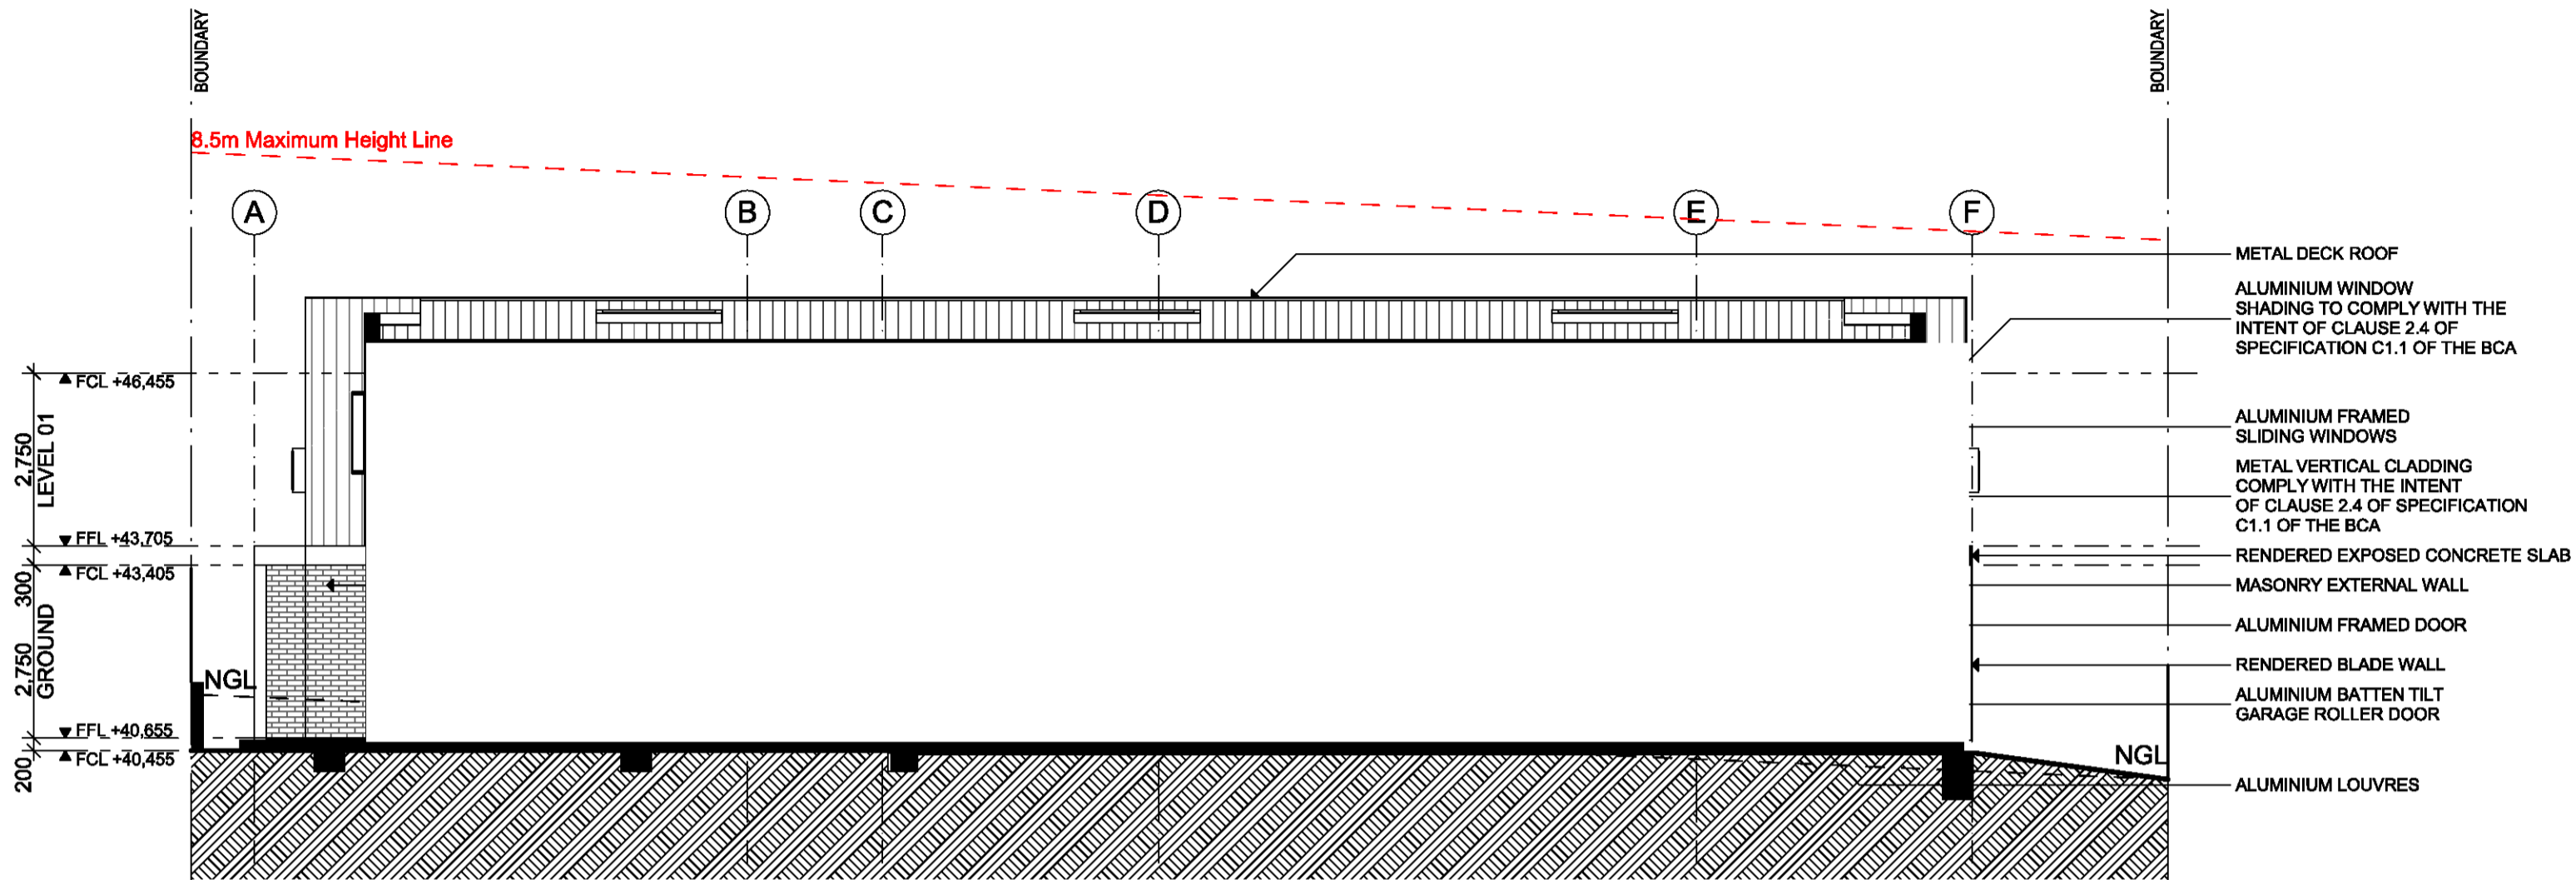 BOUNDARY
BOUNDARY
8.5m Maximum Height Line
A
B
C
D
E
F
METAL DECK ROOF
ALUMINIUM WINDOW
SHADING TO COMPLY WITH THE
INTENT OF CLAUSE 2.4 OF
SPECIFICATION C1.1 OF THE BCA
FCL +46,455
2,750
LEVEL 01
ALUMINIUM FRAMED
SLIDING WINDOWS
METAL VERTICAL CLADDING
COMPLY WITH THE INTENT
OF CLAUSE 2.4 OF SPECIFICATION
C1.1 OF THE BCA
FFL +43,705
RENDERED EXPOSED CONCRETE SLAB
300
FCL +43,405
MASONRY EXTERNAL WALL
ALUMINIUM FRAMED DOOR
2,750
GROUND
RENDERED BLADE WALL
NGL
ALUMINIUM BATTEN TILT
GARAGE ROLLER DOOR
FFL +40,655
200
FCL +40,455
NGL
ALUMINIUM LOUVRES